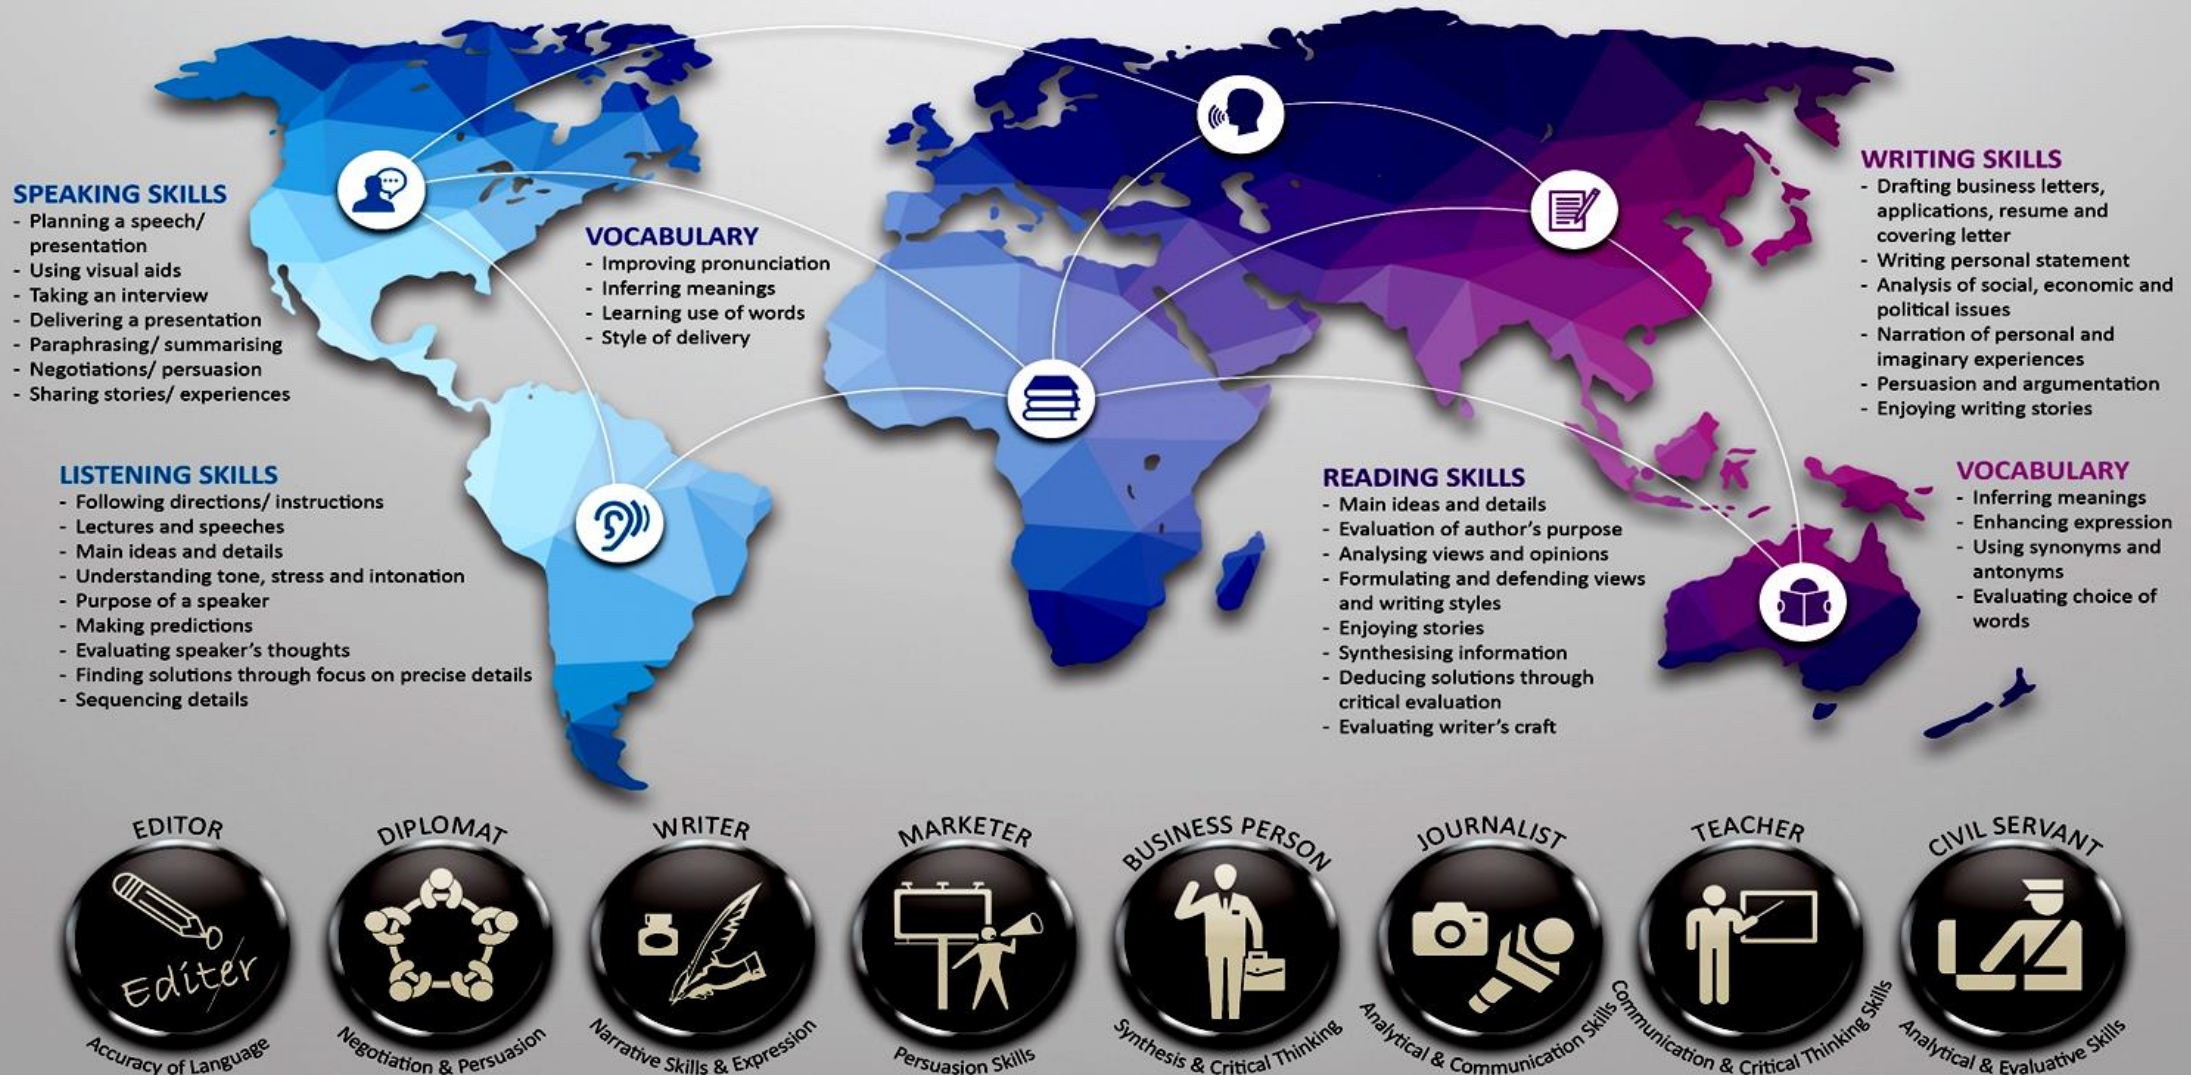 SPEAKING SKILLS
- Planning a speech/
presentation
- Using visual aids
- Taking an interview
- Delivering a presentation
- Paraphrasing/ summarising
- Negotiations/ persuasion
- Sharing stories/ experiences
VOCABULARY
- Improving pronunciation
- Inferring meanings
- Learning use of words
- Style of delivery
WRITING SKILLS
- Drafting business letters,
applications, resume and
covering letter
- Writing personal statement
- Analysis of social, economic and
political issues
- Narration of personal and
imaginary experiences
- Persuasion and argumentation
- Enjoying writing stories
LISTENING SKILLS
- Following directions/ instructions
- Lectures and speeches
- Main ideas and details
- Understanding tone, stress and intonation
- Purpose of a speaker
- Making predictions
- Evaluating speaker's thoughts
- Finding solutions through focus on precise details
- Sequencing details
READING SKILLS
- Main ideas and details
- Evaluation of author's purpose
- Analysing views and opinions
- Formulating and defending views
and writing styles
- Enjoying stories
- Synthesising information
- Deducing solutions through
critical evaluation
- Evaluating writer's craft
VOCABULARY
- Inferring meanings
- Enhancing expression
- Using synonyms and
antonyms
- Evaluating choice of
words
EDITOR
Editer
Accuracy of Language
DIPLOMAT
Negotiation & Persuasion
WRITER
Narrative Skills & Expression
MARKETER
Persuasion Skills
BUSINESS PERSON
Synthesis & Critical Thinking
JOURNALIST
Analytical & Communication Skills
TEACHER
Communication & Critical Thinking Skills
CIVIL SERVANT
Analytical & Evaluative Skills